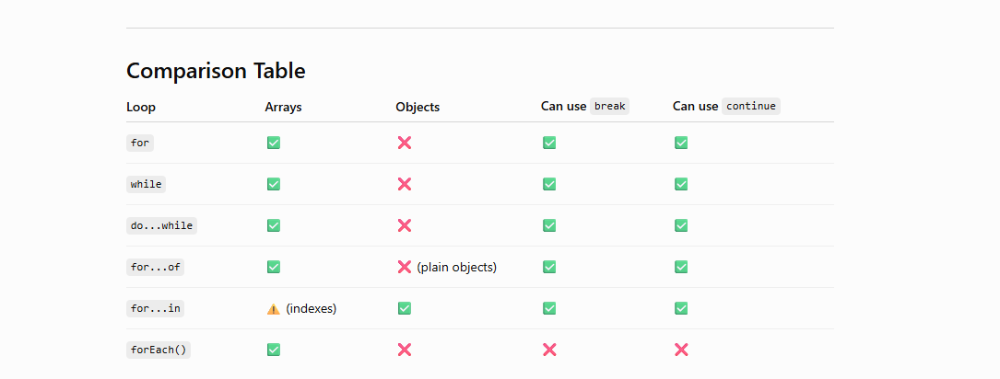 Comparison Table
Loop Arrays Objects Can use break Can use continue
for ✅ ❌ ✅ ✅
while ✅ ❌ ✅ ✅
do...while ✅ ❌ ✅ ✅
for...of ✅ ❌ (plain objects) ✅ ✅
for...in ⚠️ (indexes) ✅ ✅ ✅
forEach() ✅ ❌ ❌ ❌